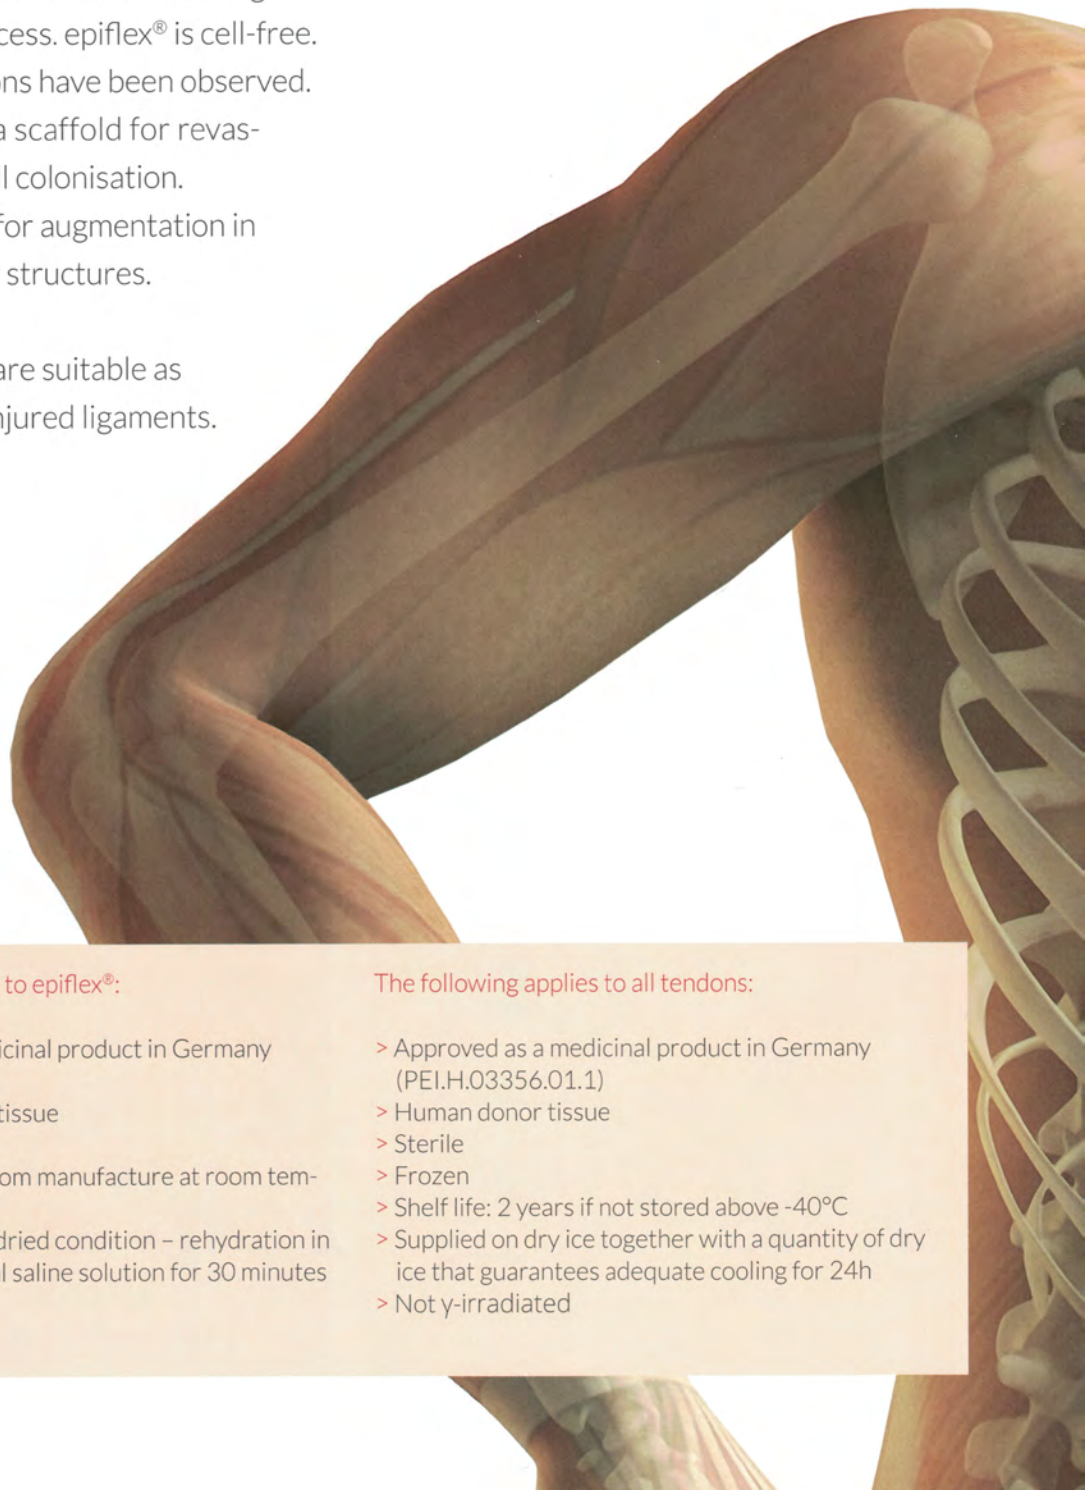 cess. epiflex® is cell-free.
ns have been observed.
a scaffold for revas-
l colonisation.
for augmentation in
structures.
are suitable as
njured ligaments.
to epiflex®:
icinal product in Germany
tissue
om manufacture at room tem-
dried condition – rehydration in
l saline solution for 30 minutes
The following applies to all tendons:
> Approved as a medicinal product in Germany
(PEI.H.03356.01.1)
> Human donor tissue
> Sterile
> Frozen
> Shelf life: 2 years if not stored above -40°C
> Supplied on dry ice together with a quantity of dry
ice that guarantees adequate cooling for 24h
> Not y-irradiated